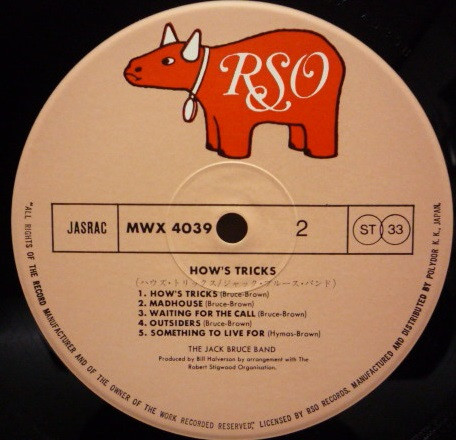 RSO
JASRAC
MWX 4039
2
ST 33
HOW'S TRICKS
(ハウズ・トリックス/ジャック・ブルース・バンド)
1. HOW'S TRICKS (Bruce-Brown)
2. MADHOUSE (Bruce-Brown)
3. WAITING FOR THE CALL (Bruce-Brown)
4. OUTSIDERS (Bruce-Brown)
5. SOMETHING TO LIVE FOR (Hymas-Brown)
THE JACK BRUCE BAND
Produced by Bill Halverson by arrangement with The
Robert Stigwood Organisation.
"ALL RIGHTS OF THE RECORD MANUFACTURER AND OF THE OWNER OF THE WORK RECORDED RESERVED." LICENSED BY RSO RECORDS. MANUFACTURED AND DISTRIBUTED BY POLYDOR K. K., JAPAN.